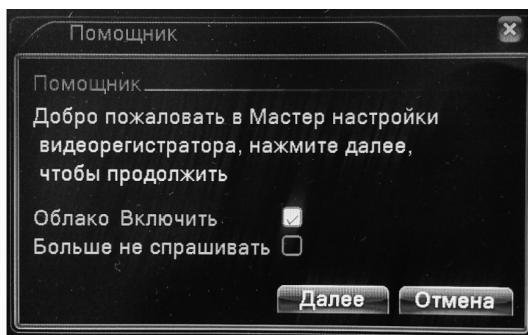 Помощник
Помощник
Добро пожаловать в Мастер настройки
видеорегистратора, нажмите далее,
чтобы продолжить
Облако Включить
Больше не спрашивать
Далее Отмена